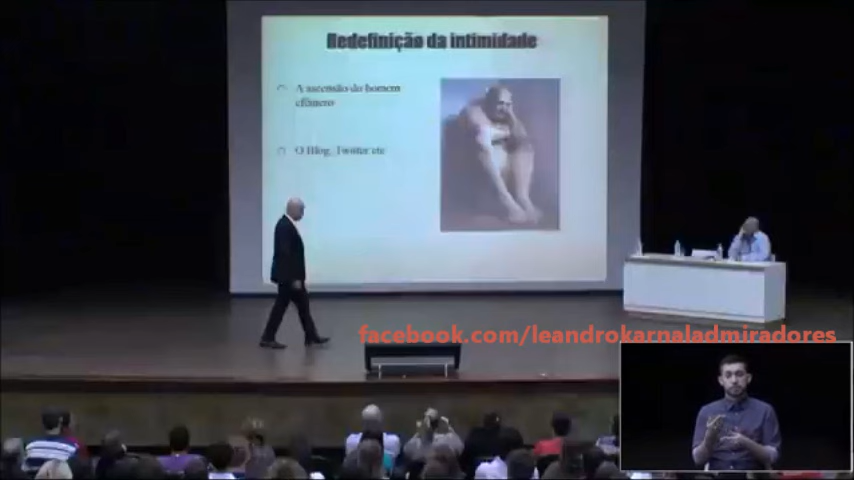 Redefinição da intimidade
A ascensão do homem
efêmero
O Blog, Twitter etc
facebook.com/leandrokarnaladmiradores